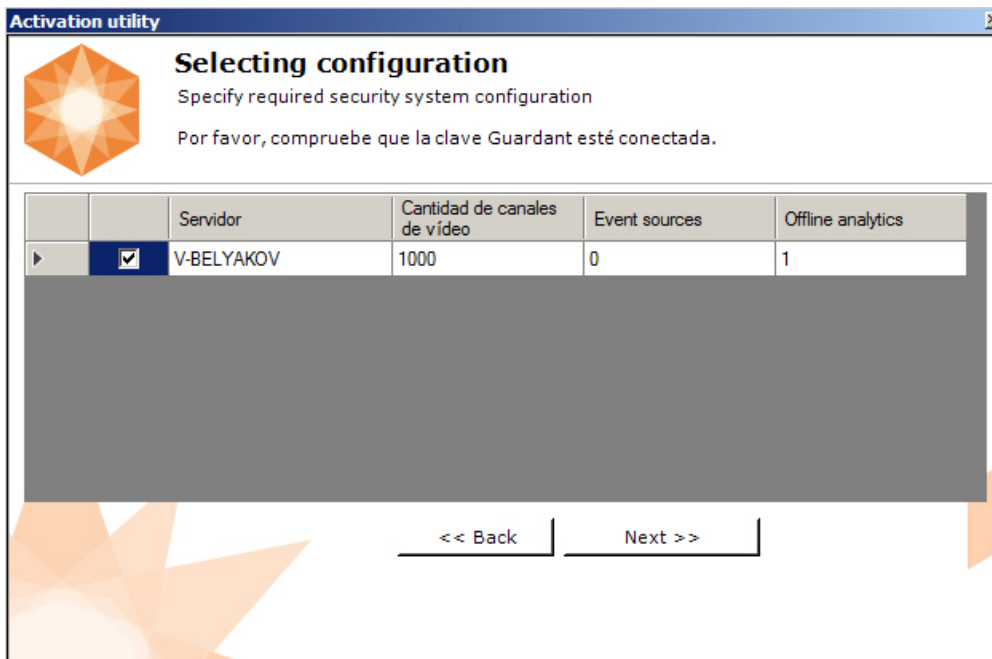 Activation utility
Selecting configuration
Specify required security system configuration
Por favor, compruebe que la clave Guardant esté conectada.
Servidor
Cantidad de canales
de vídeo
Event sources
Offline analytics
V-BELYAKOV
1000
0
1
<< Back
Next >>